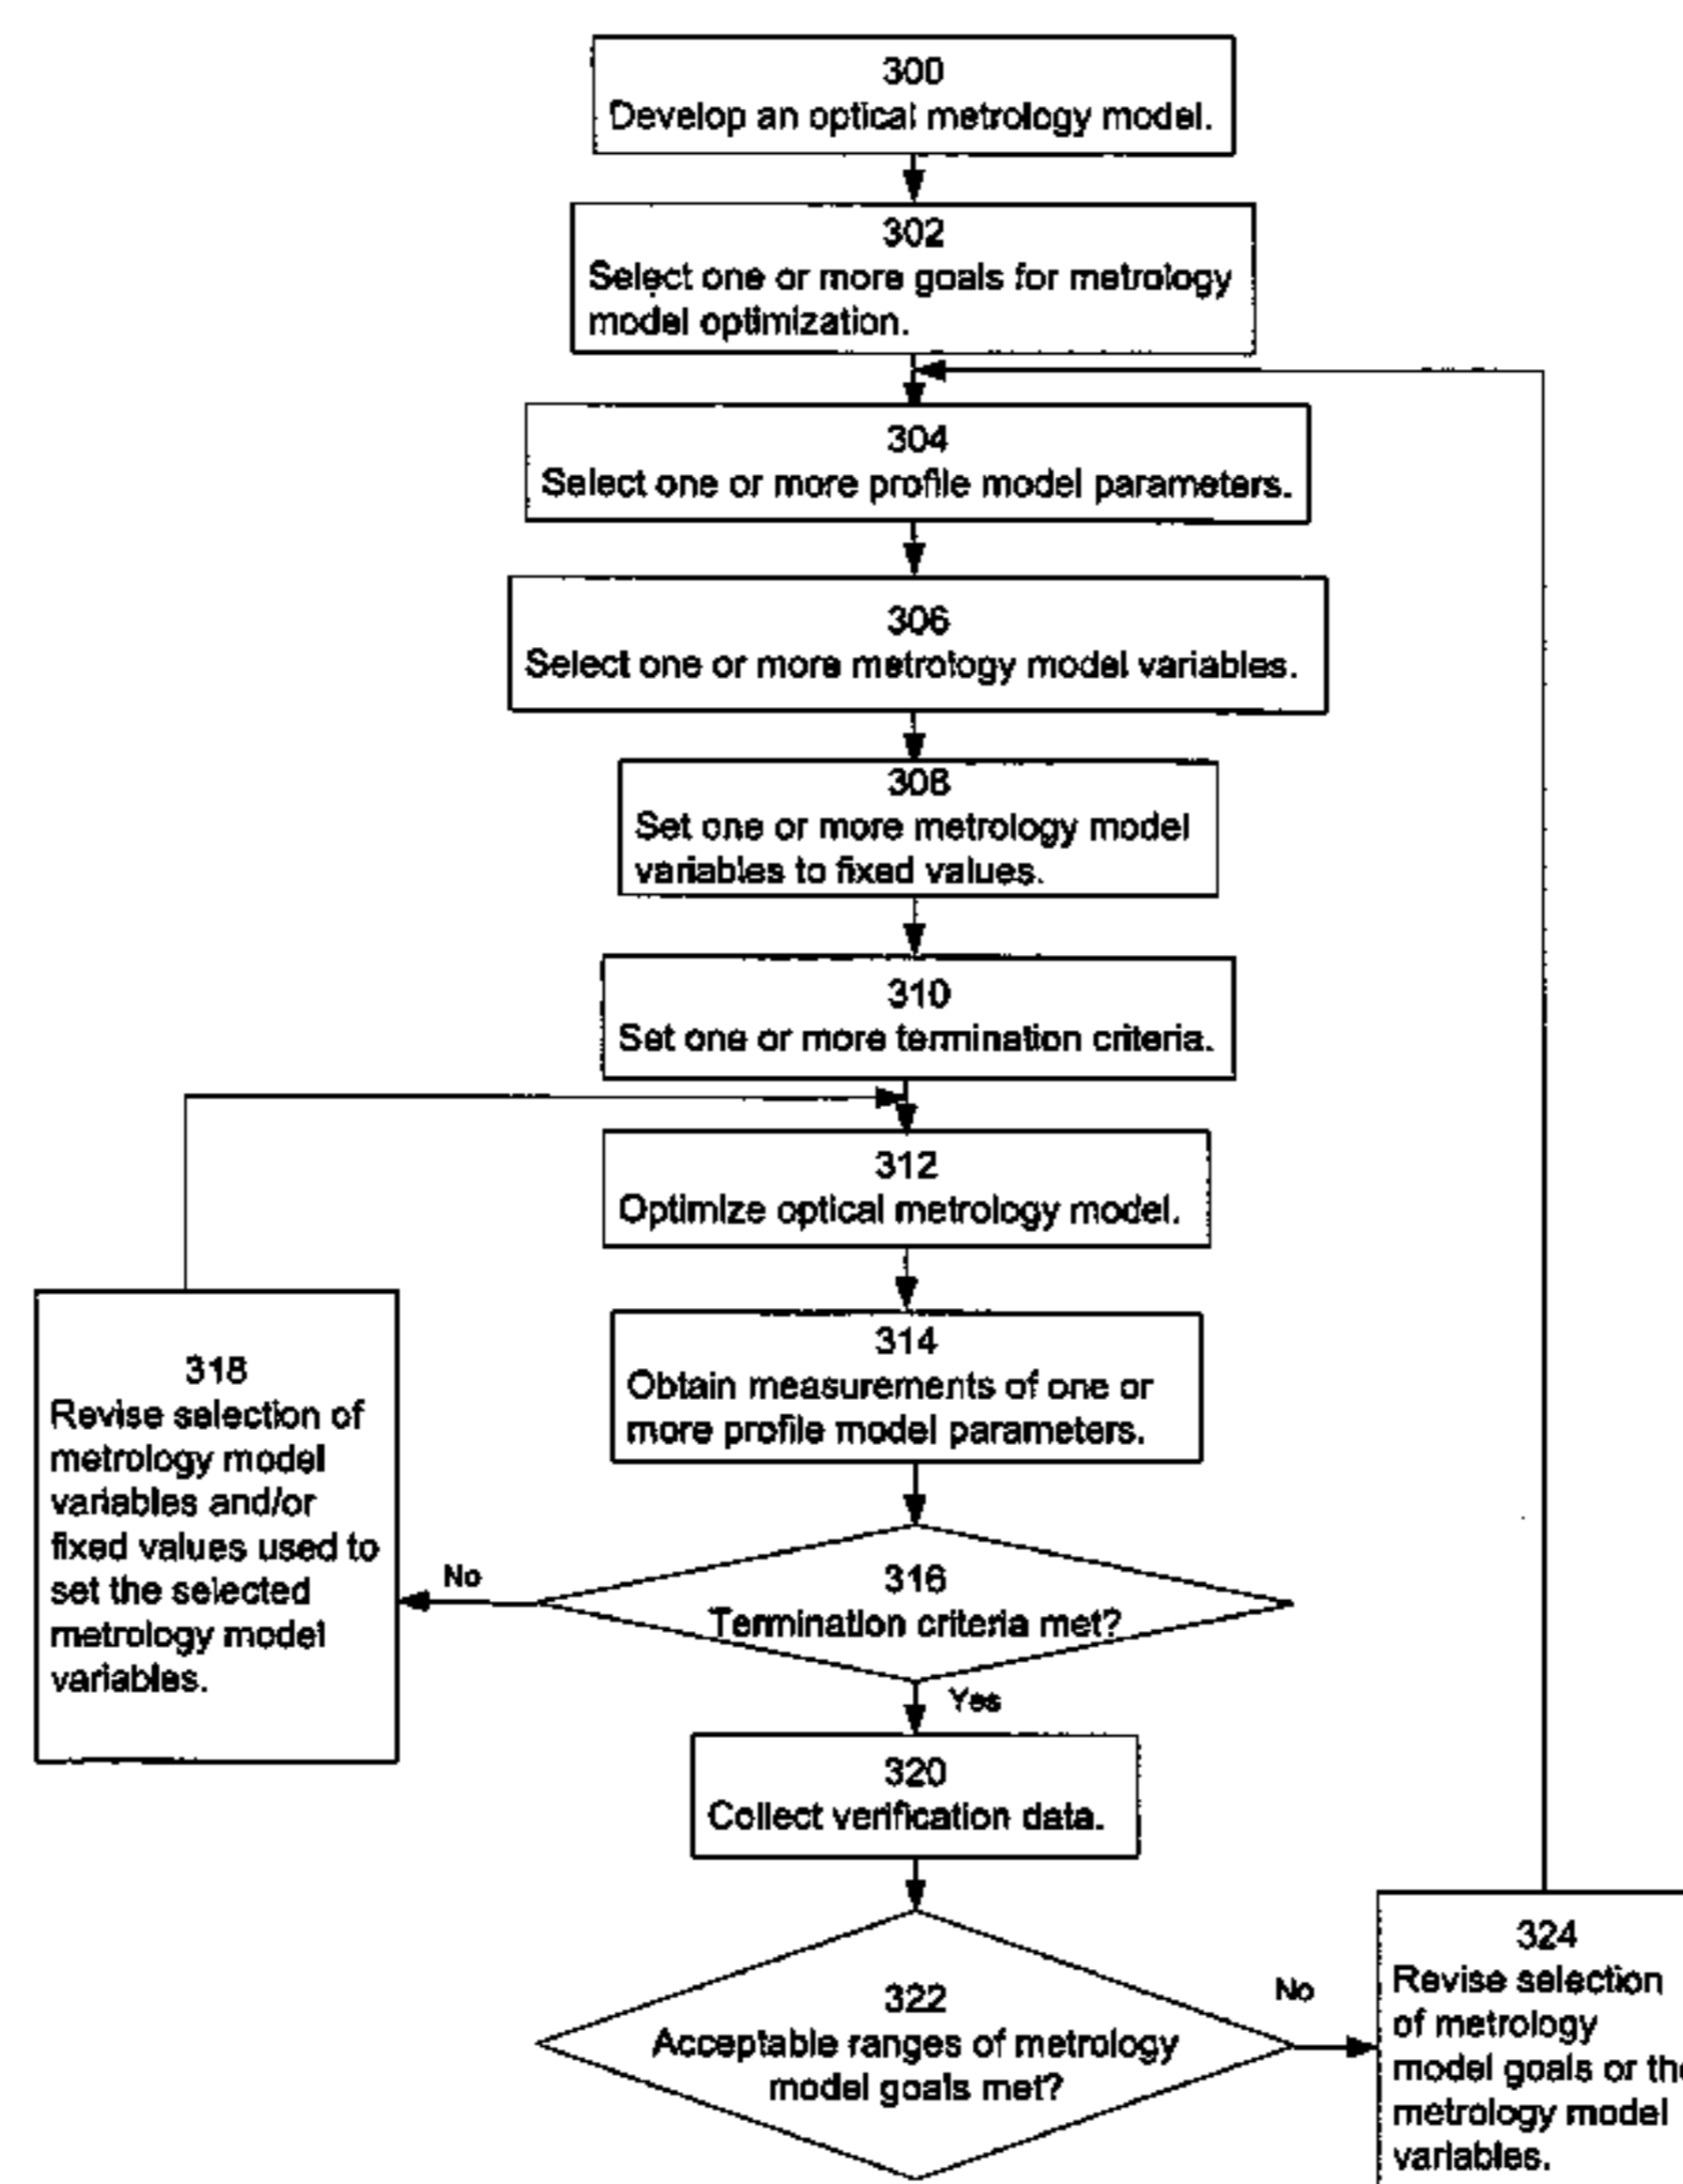 300
Develop an optical metrology model.
302
Select one or more goals for metrology
model optimization.
304
Select one or more profile model parameters.
306
Select one or more metrology model variables.
308
Set one or more metrology model
variables to fixed values.
310
Set one or more termination criteria.
312
Optimize optical metrology model.
314
Obtain measurements of one or
more profile model parameters.
318
Revise selection of
metrology model
variables and/or
fixed values used to
set the selected
metrology model
variables.
No
316
Termination criteria met?
Yes
320
Collect verification data.
322
Acceptable ranges of metrology
model goals met?
No
324
Revise selection
of metrology
model goals or the
metrology model
variables.